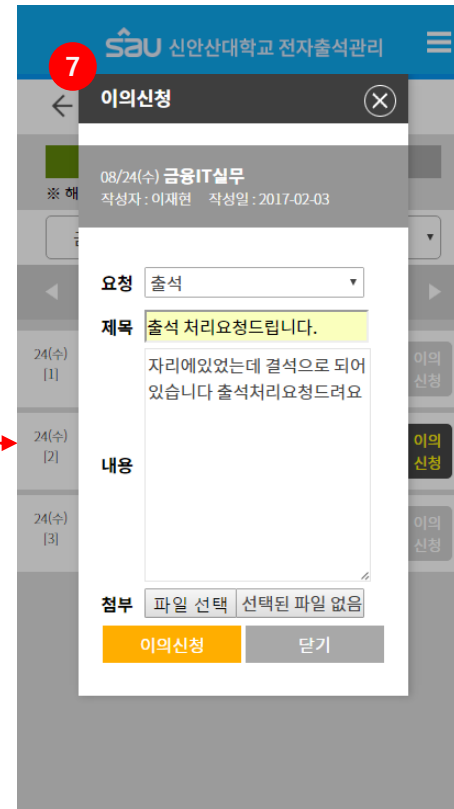 sau 신안산대학교 전자출석관리
7
이의신청
08/24(수) 금융IT실무
※ 해
작성자 : 이재현 작성일 : 2017-02-03
요청 출석
제목 출석 처리요청드립니다.
24(수)
[1]
이의
신청
자리에있었는데 결석으로 되어
있습니다 출석처리요청드려요
24(수)
[2]
내용
이의
신청
24(수)
[3]
이의
신청
첨부 파일 선택 선택된 파일 없음
이의신청 닫기